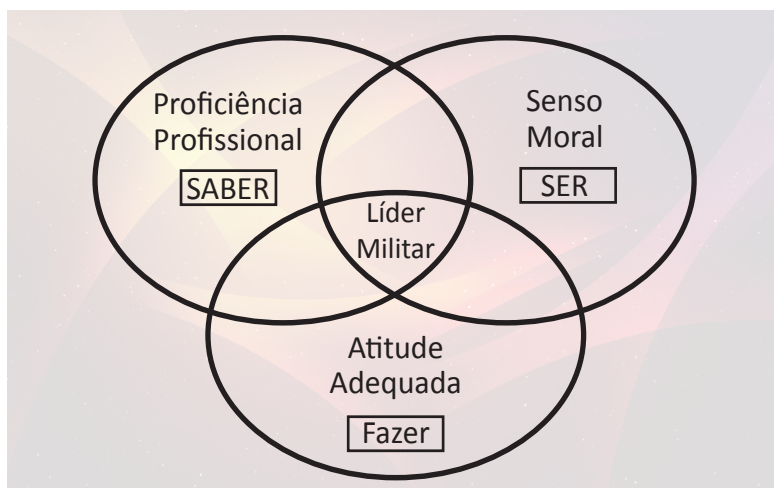 Proficiência
Profissional
SABER
Senso
Moral
SER
Líder
Militar
Atitude
Adequada
Fazer